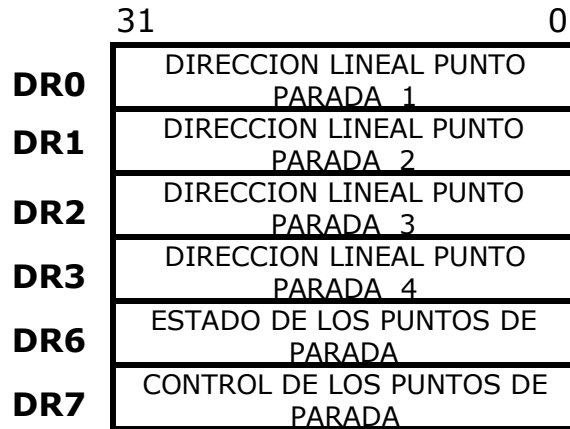 31 0
DR0 DIRECCION LINEAL PUNTO
PARADA 1
DR1 DIRECCION LINEAL PUNTO
PARADA 2
DR2 DIRECCION LINEAL PUNTO
PARADA 3
DR3 DIRECCION LINEAL PUNTO
PARADA 4
DR6 ESTADO DE LOS PUNTOS DE
PARADA
DR7 CONTROL DE LOS PUNTOS DE
PARADA